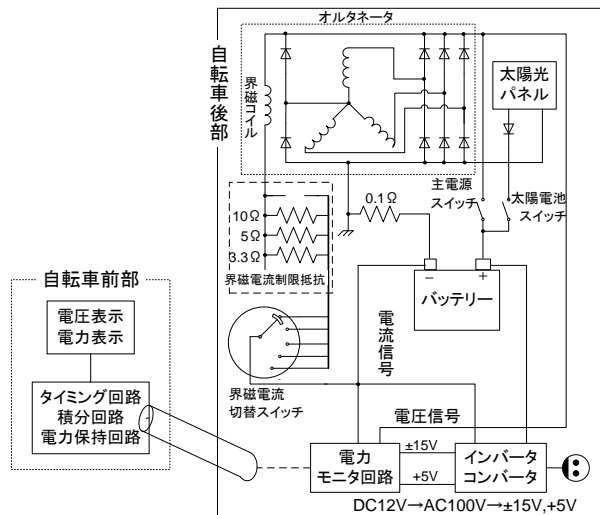 オルタネータ
自転車後部
界磁コイル
太陽光
パネル
主電源
スイッチ
太陽電池
スイッチ
0.1Ω
10Ω
5Ω
3.3Ω
界磁電流制限抵抗
− +
バッテリー
自転車前部
電圧表示
電力表示
タイミング回路
積分回路
電力保持回路
界磁電流
切替スイッチ
電流信号
電圧信号
電力
モニタ回路
±15V
+5V
インバータ
コンバータ
DC12V→AC100V→±15V,+5V